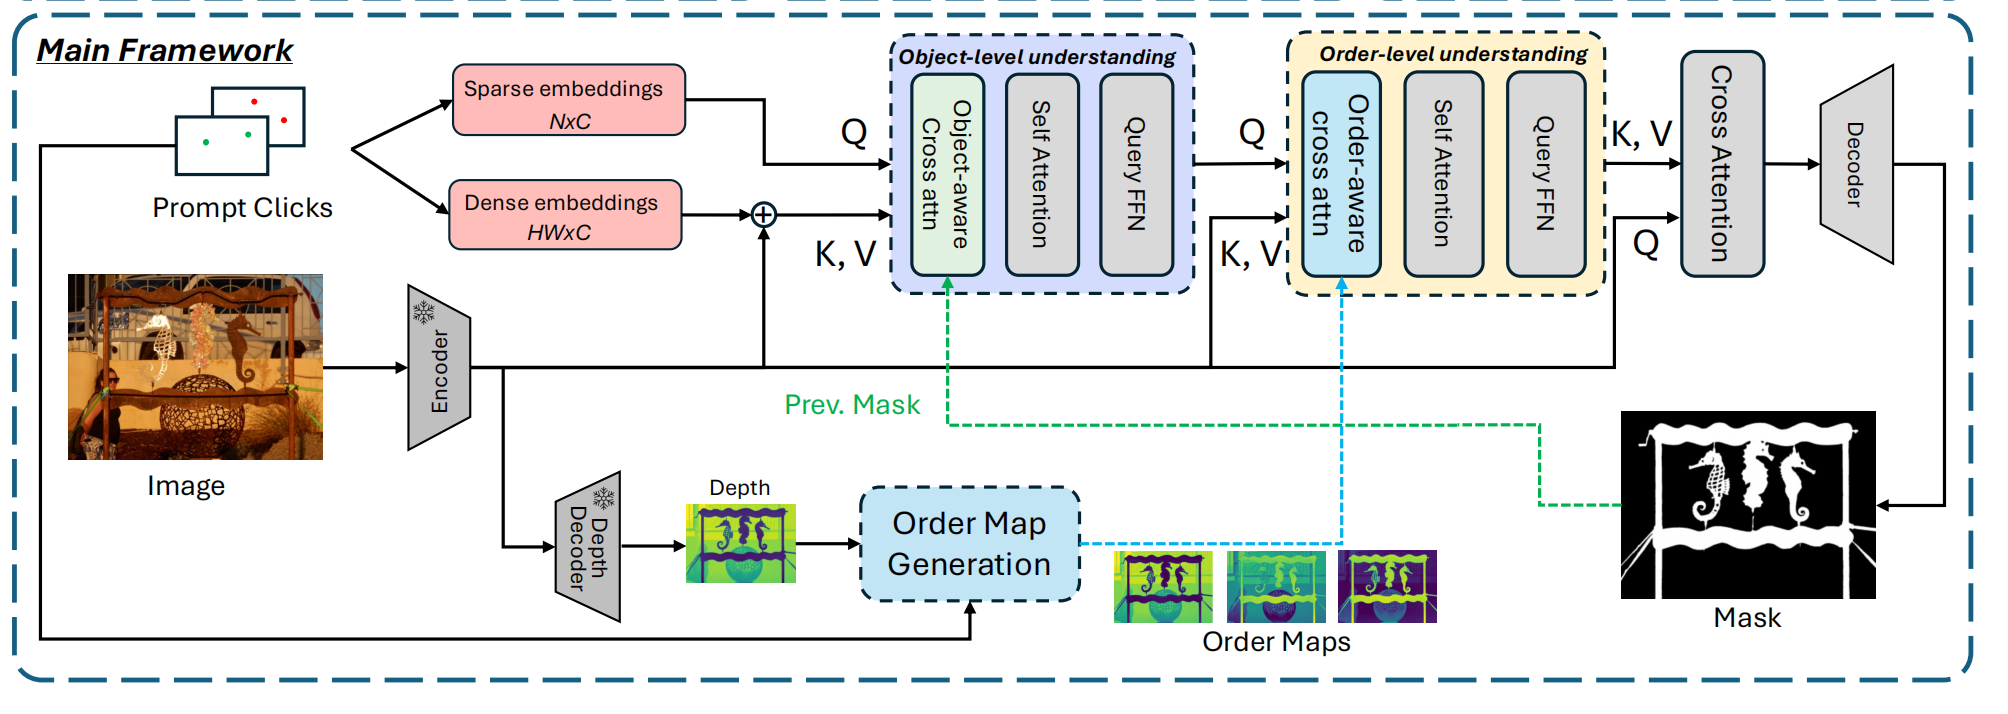 Main Framework
Prompt Clicks
Sparse embeddings
NxC
Dense embeddings
HWxC
Q
K, V
Object-level understanding
Object-aware
Cross attn
Self Attention
Query FFN
Q
K, V
Order-level understanding
Order-aware
cross attn
Self Attention
Query FFN
K, V
Q
Cross Attention
Decoder
Image
Encoder
Prev. Mask
Depth
Decoder
Depth
Order Map
Generation
Order Maps
Mask